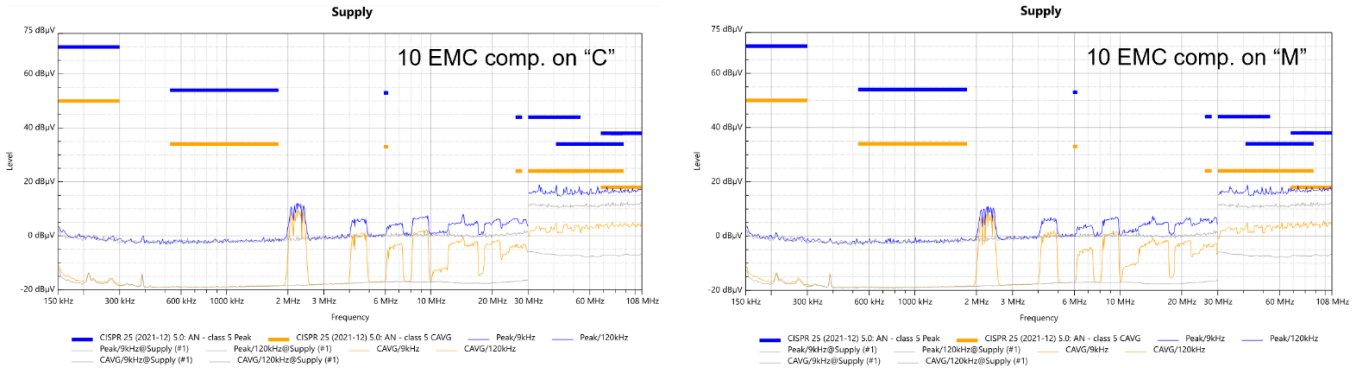 Supply
10 EMC comp. on “C”
75 dBµV
60 dBµV
40 dBµV
20 dBµV
0 dBµV
-20 dBµV
Level
150 kHz 300 kHz 600 kHz 1000 kHz 2 MHz 3 MHz 6 MHz 10 MHz 20 MHz 30 MHz 60 MHz 108 MHz
Frequency
CISPR 25 (2021-12) 5.0: AN - class 5 Peak CISPR 25 (2021-12) 5.0: AN - class 5 CAVG Peak/9kHz Peak/120kHz
Peak/9kHz@Supply (#1) Peak/120kHz@Supply (#1) CAVG/9kHz CAVG/120kHz
CAVG/9kHz@Supply (#1) CAVG/120kHz@Supply (#1)
Supply
10 EMC comp. on “M”
75 dBµV
60 dBµV
40 dBµV
20 dBµV
0 dBµV
-20 dBµV
Level
150 kHz 300 kHz 600 kHz 1000 kHz 2 MHz 3 MHz 6 MHz 10 MHz 20 MHz 30 MHz 60 MHz 108 MHz
Frequency
CISPR 25 (2021-12) 5.0: AN - class 5 Peak CISPR 25 (2021-12) 5.0: AN - class 5 CAVG Peak/9kHz Peak/120kHz
Peak/9kHz@Supply (#1) Peak/120kHz@Supply (#1) CAVG/9kHz CAVG/120kHz
CAVG/9kHz@Supply (#1) CAVG/120kHz@Supply (#1)